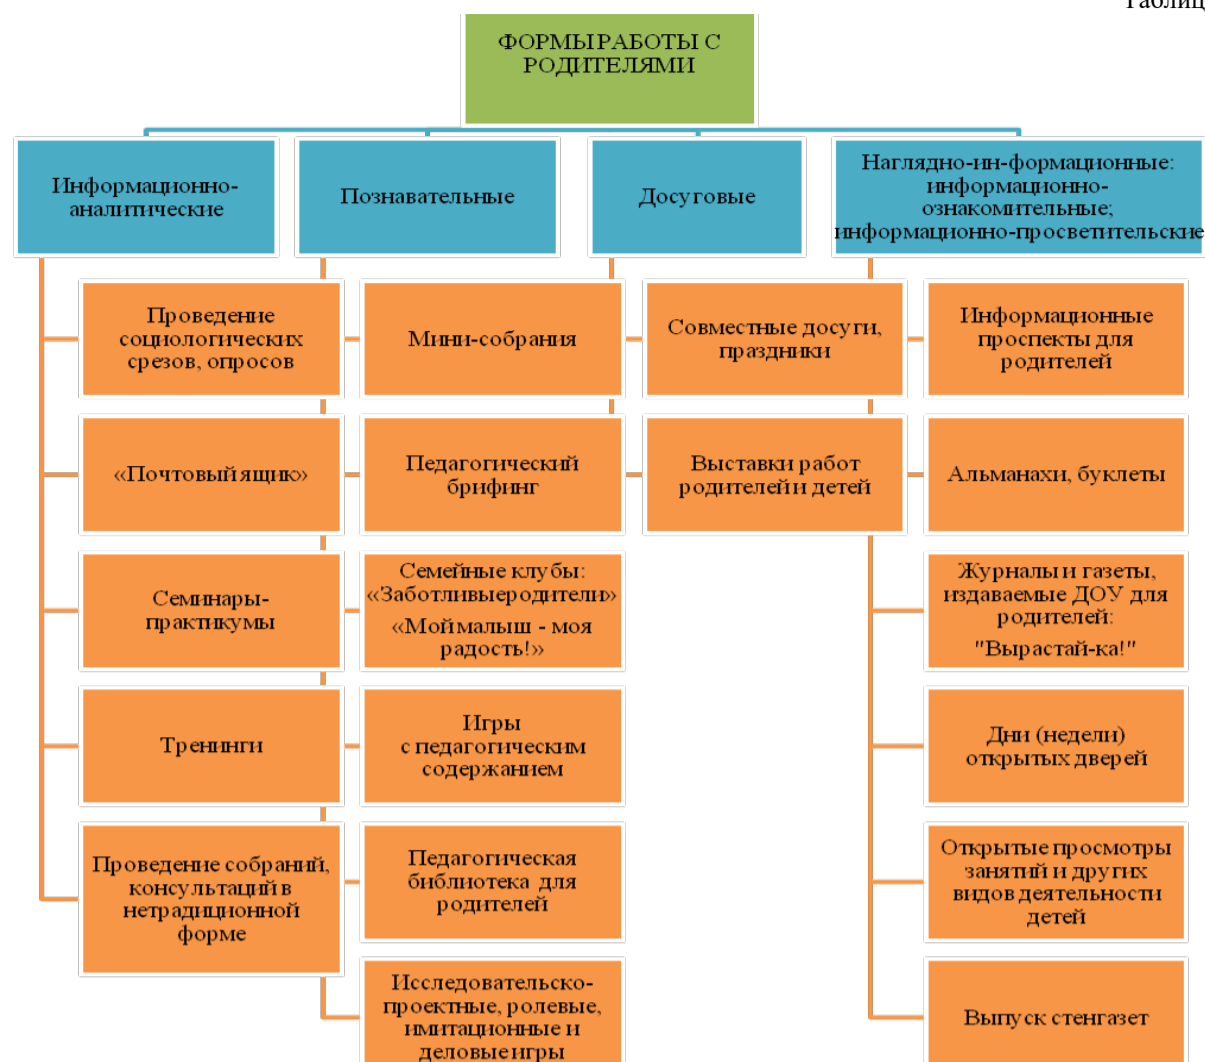 Таблиц
ФОРМЫ РАБОТЫ С
РОДИТЕЛЯМИ
Информационно-
аналитические
Познавательные
Досуговые
Наглядно-ин-формационные:
информационно-
ознакомительные;
информационно-просветительские
Проведение
социологических
срезов, опросов
«Почтовый ящик»
Семинары-
практикумы
Тренинги
Проведение собраний,
консультаций в
нетрадиционной
форме
Мини-собрания
Педагогический
брифинг
Семейные клубы:
«Заботливыеродители»
«Мой малыш - моя
радость!»
Игры
с педагогическим
содержанием
Педагогическая
библиотека для
родителей
Исследовательско-
проектные, ролевые,
имитационные и
деловые игры
Совместные досуги,
праздники
Выставки работ
родителей и детей
Информационные
проспекты для
родителей
Альманахи, буклеты
Журналы и газеты,
издаваемые ДОУ для
родителей:
"Вырастай-ка!"
Дни (недели)
открытых дверей
Открытые просмотры
занятий и других
видов деятельности
детей
Выпуск стенгазет